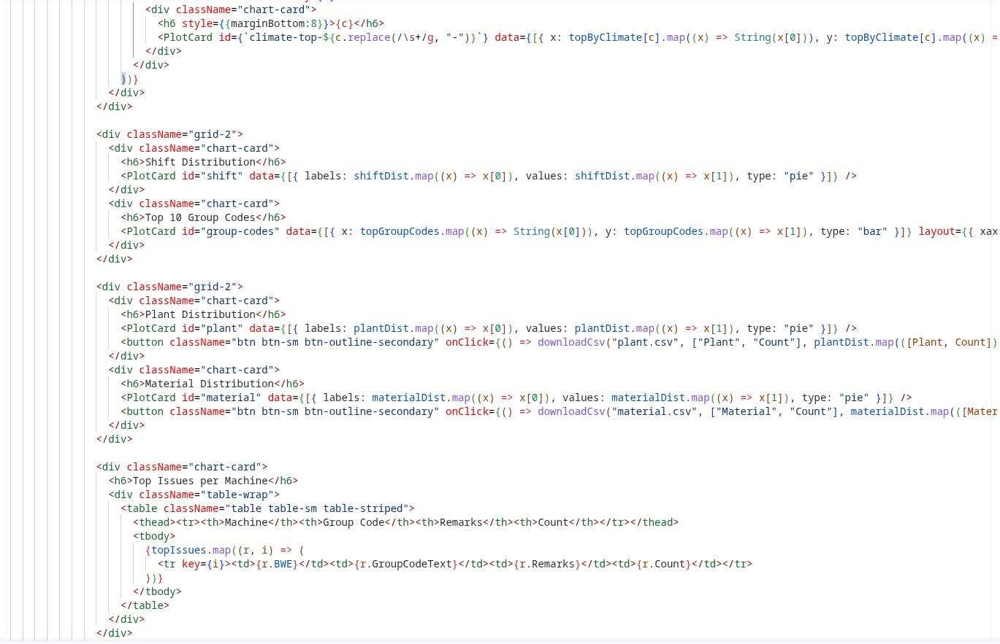 <div className="chart-card">
<h6 style={{marginBottom:8}}>{c}</h6>
<PlotCard id={`climate-top-${c.replace(/\s+/g, "-")}`} data={[{ x: topByClimate[c].map((x) => String(x[0])), y: topByClimate[c].map((x) =
</div>
</div>
))}
</div>
</div>
<div className="grid-2">
<div className="chart-card">
<h6>Shift Distribution</h6>
<PlotCard id="shift" data={[{ labels: shiftDist.map((x) => x[0]), values: shiftDist.map((x) => x[1]), type: "pie" }]} />
</div>
<div className="chart-card">
<h6>Top 10 Group Codes</h6>
<PlotCard id="group-codes" data={[{ x: topGroupCodes.map((x) => String(x[0])), y: topGroupCodes.map((x) => x[1]), type: "bar" }]} layout={{ xax
</div>
</div>
<div className="grid-2">
<div className="chart-card">
<h6>Plant Distribution</h6>
<PlotCard id="plant" data={[{ labels: plantDist.map((x) => x[0]), values: plantDist.map((x) => x[1]), type: "pie" }]} />
<button className="btn btn-sm btn-outline-secondary" onClick={() => downloadCsv("plant.csv", ["Plant", "Count"], plantDist.map(([Plant, Count])
</div>
<div className="chart-card">
<h6>Material Distribution</h6>
<PlotCard id="material" data={[{ labels: materialDist.map((x) => x[0]), values: materialDist.map((x) => x[1]), type: "pie" }]} />
<button className="btn btn-sm btn-outline-secondary" onClick={() => downloadCsv("material.csv", ["Material", "Count"], materialDist.map(([Mater
</div>
</div>
<div className="chart-card">
<h6>Top Issues per Machine</h6>
<div className="table-wrap">
<table className="table table-sm table-striped">
<thead><tr><th>Machine</th><th>Group Code</th><th>Remarks</th><th>Count</th></tr></thead>
<tbody>
{topIssues.map((r, i) => (
<tr key={i}><td>{r.BWE}</td><td>{r.GroupCodeText}</td><td>{r.Remarks}</td><td>{r.Count}</td></tr>
))}
</tbody>
</table>
</div>
</div>